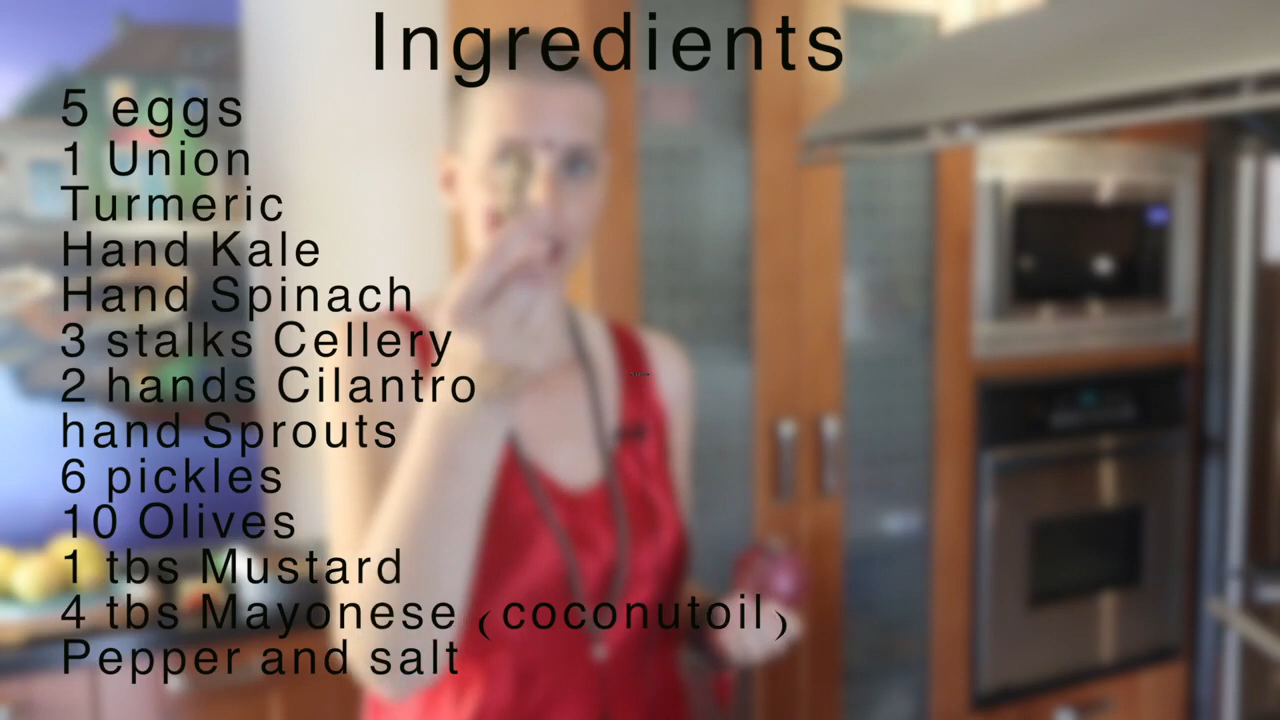 Ingredients
5 eggs
1 Union
Turmeric
Hand Kale
Hand Spinach
3 stalks Cellery
2 hands Cilantro
hand Sprouts
6 pickles
10 Olives
1 tbs Mustard
4 tbs Mayonese (coconutoil)
Pepper and salt